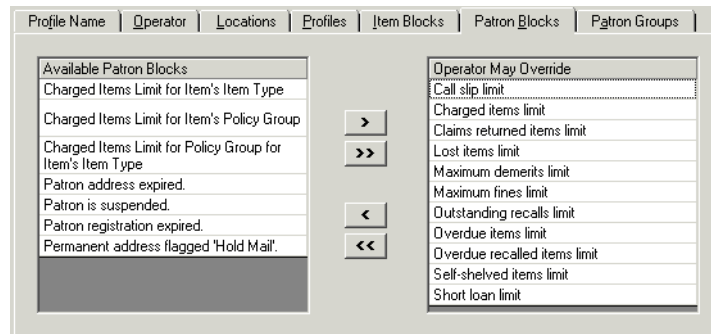 Profile Name Operator Locations Profiles Item Blocks Patron Blocks Patron Groups
Available Patron Blocks
Charged Items Limit for Item's Item Type
Charged Items Limit for Item's Policy Group
Charged Items Limit for Policy Group for
Item's Item Type
Patron address expired.
Patron is suspended.
Patron registration expired.
Permanent address flagged 'Hold Mail'.
>
>>
<
<<
Operator May Override
Call slip limit
Charged items limit
Claims returned items limit
Lost items limit
Maximum demerits limit
Maximum fines limit
Outstanding recalls limit
Overdue items limit
Overdue recalled items limit
Self-shelved items limit
Short loan limit